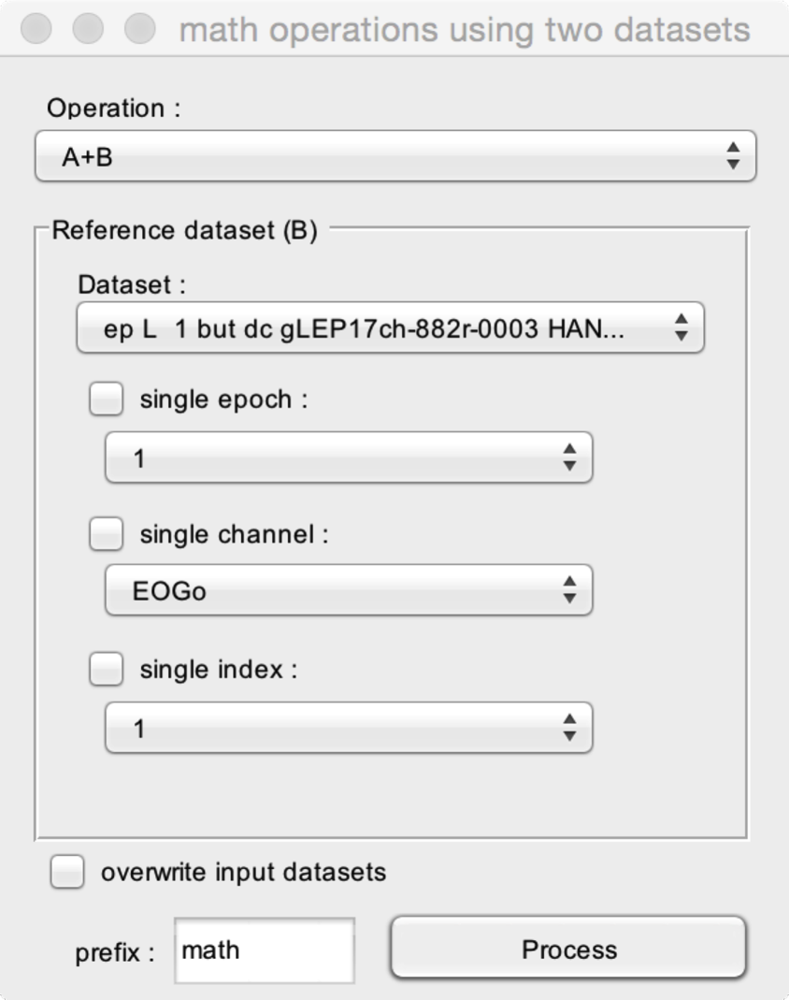 math operations using two datasets
Operation :
A+B
Reference dataset (B)
Dataset :
ep L  1 but dc gLEP17ch-882r-0003 HAN...
single epoch :
1
single channel :
EOGo
single index :
1
overwrite input datasets
prefix : math Process